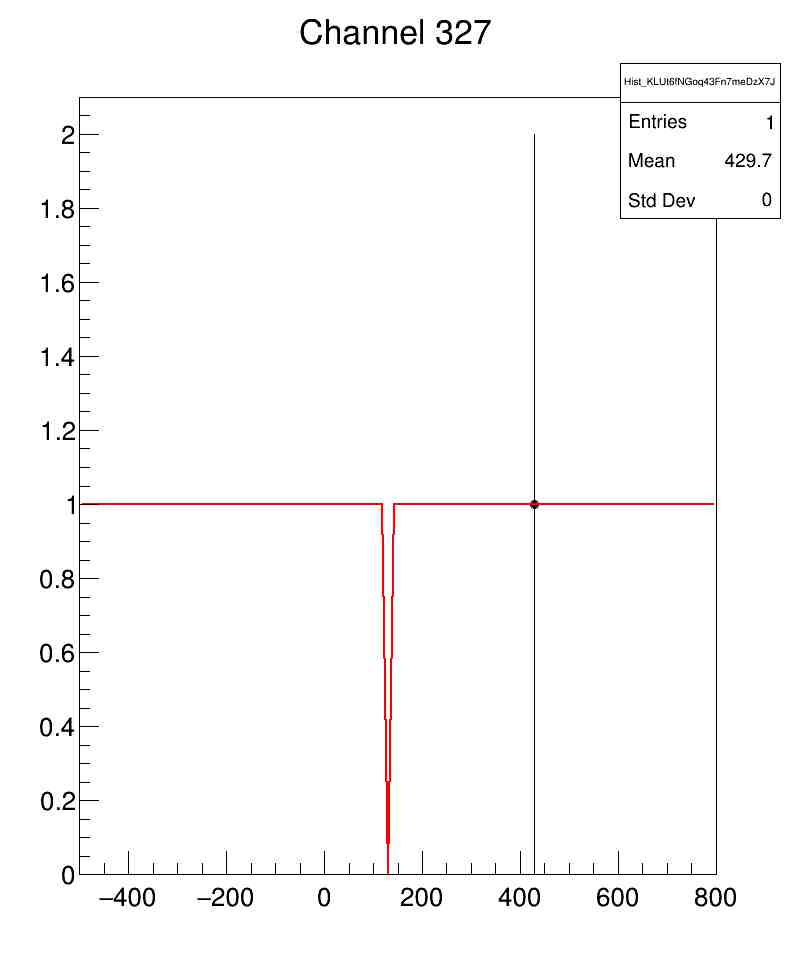 Channel 327
Hist_KLUt6fNGoq43Fn7meDzX7J
Entries 1
Mean 429.7
Std Dev 0
2
1.8
1.6
1.4
1.2
1
0.8
0.6
0.4
0.2
0
−400 −200 0 200 400 600 800